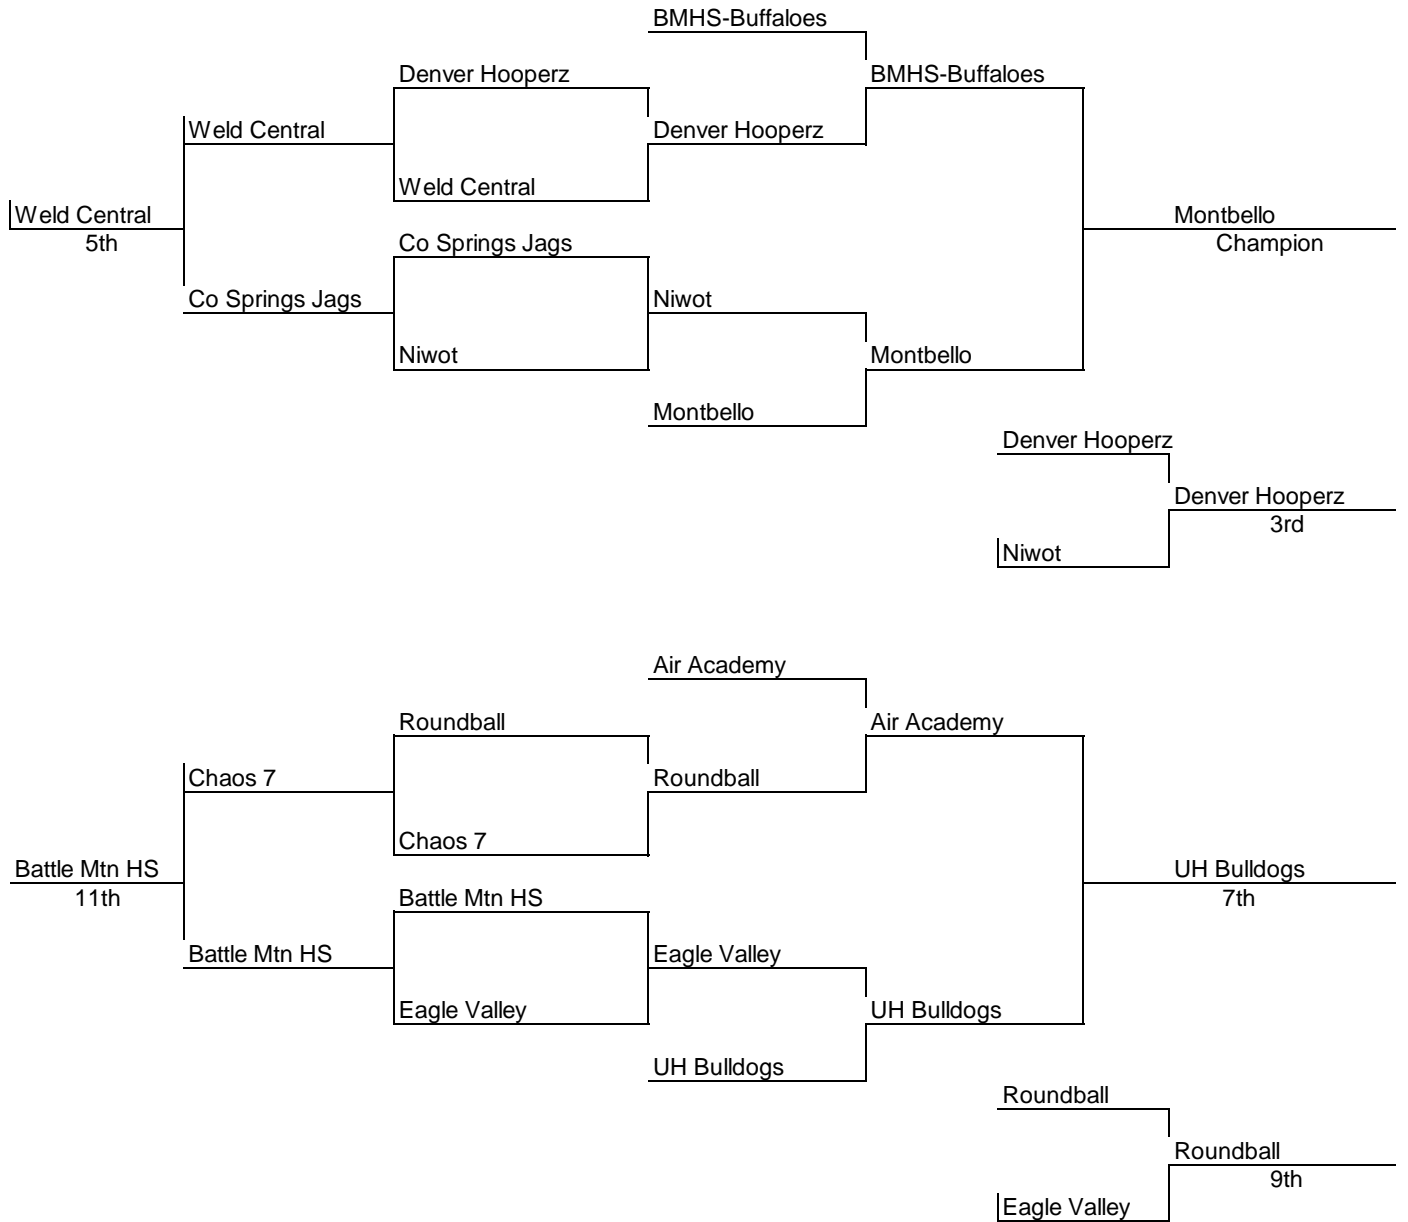 BMHS-Buffaloes
Denver Hooperz
BMHS-Buffaloes
Weld Central
Denver Hooperz
Weld Central
Weld Central
Montbello
5th
Co Springs Jags
Champion
Co Springs Jags
Niwot
Niwot
Montbello
Montbello
Denver Hooperz
Denver Hooperz
3rd
Niwot
Air Academy
Roundball
Air Academy
Chaos 7
Roundball
Chaos 7
Battle Mtn HS
UH Bulldogs
11th
Battle Mtn HS
7th
Battle Mtn HS
Eagle Valley
Eagle Valley
UH Bulldogs
UH Bulldogs
Roundball
Roundball
9th
Eagle Valley